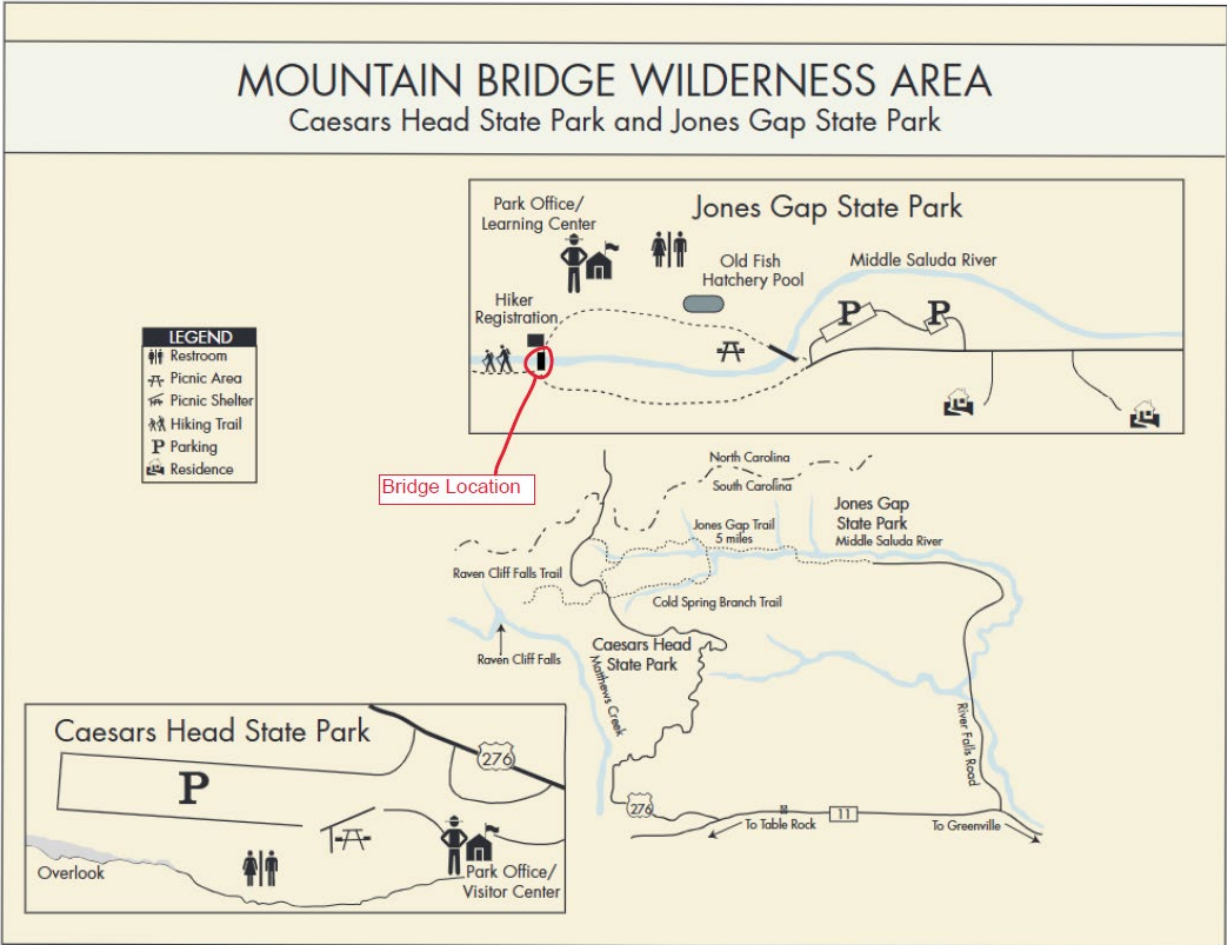 MOUNTAIN BRIDGE WILDERNESS AREA
Caesars Head State Park and Jones Gap State Park
Jones Gap State Park
Park Office/
Learning Center
Old Fish
Hatchery Pool
Middle Saluda River
Hiker
Registration
P
P
LEGEND
Restroom
Picnic Area
Picnic Shelter
Hiking Trail
P Parking
Residence
Bridge Location
North Carolina
South Carolina
Jones Gap
State Park
Middle Saluda River
Jones Gap Trail
5 miles
Raven Cliff Falls Trail
Cold Spring Branch Trail
Raven Cliff Falls
Caesars Head
State Park
Matthews Creek
River Falls Road
276
11
To Table Rock
To Greenville
Caesars Head State Park
276
P
Overlook
Park Office/
Visitor Center